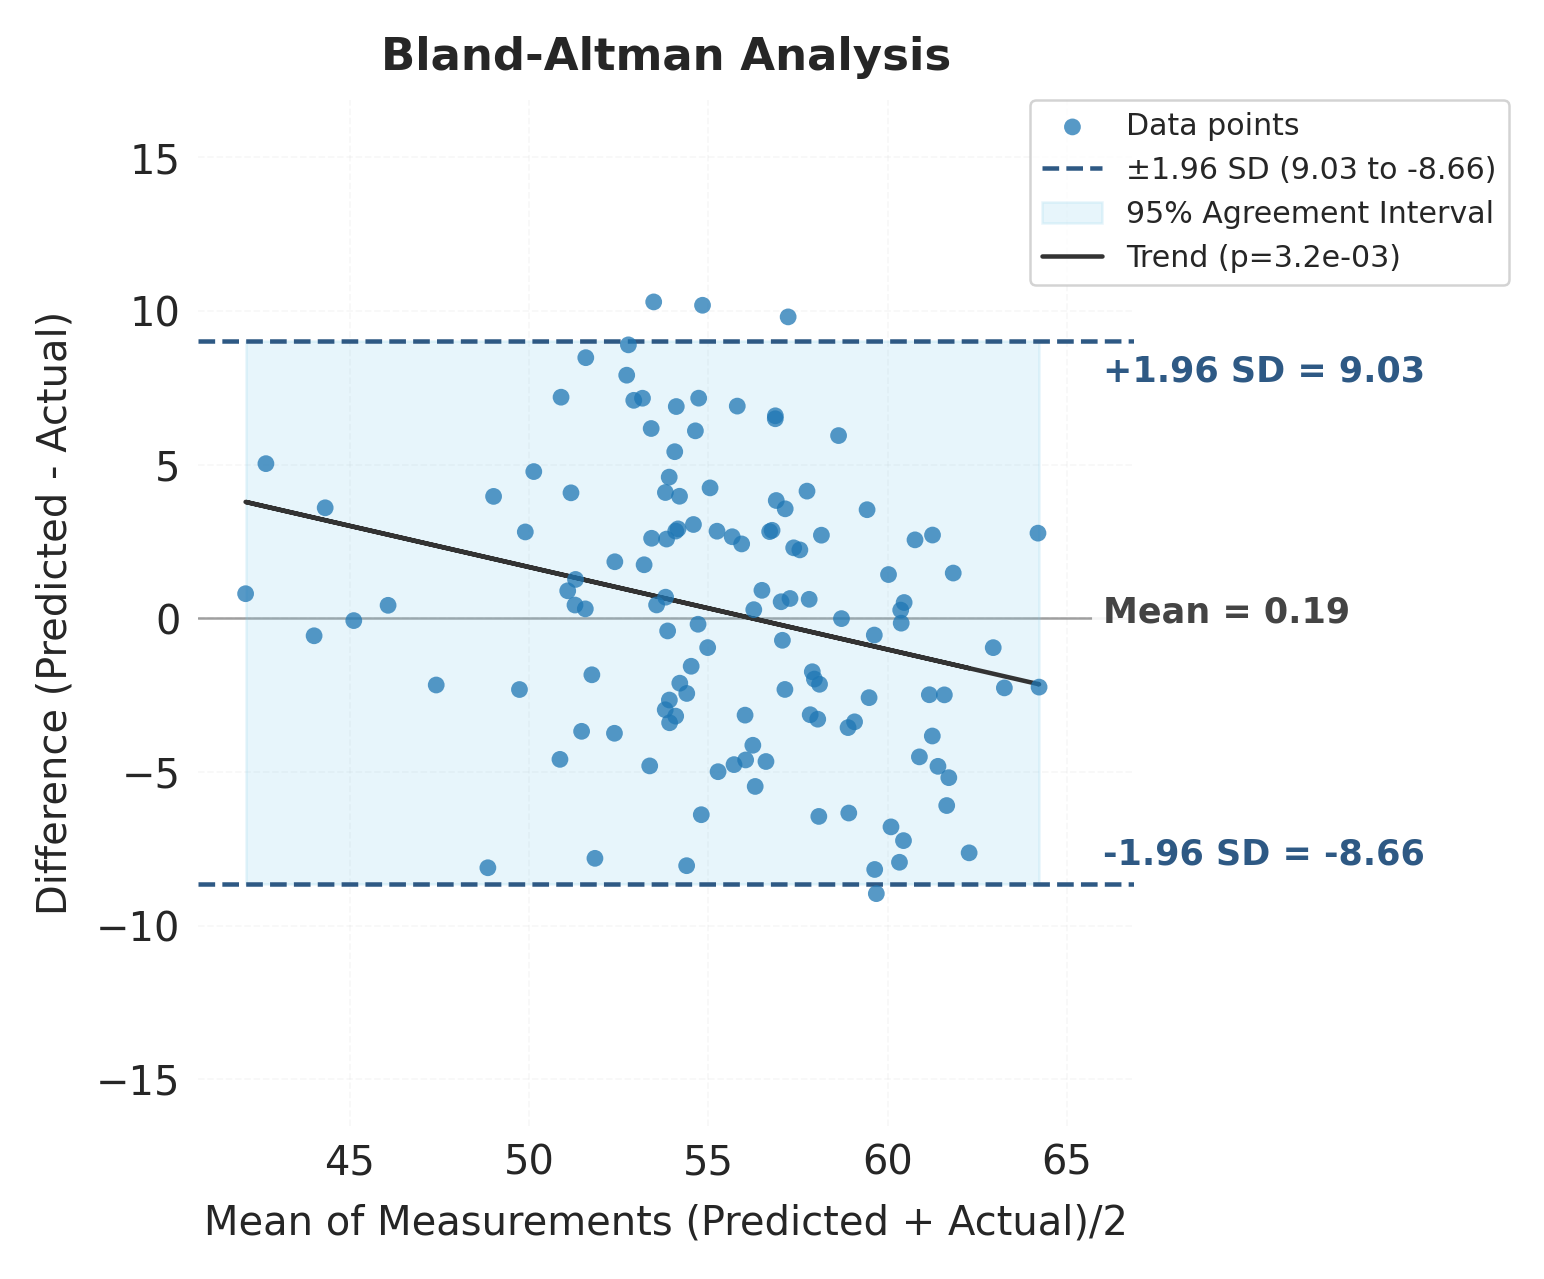 Bland-Altman Analysis
Data points
±1.96 SD (9.03 to -8.66)
95% Agreement Interval
Trend (p=3.2e-03)
15
10
5
0
−5
−10
−15
Difference (Predicted - Actual)
+1.96 SD = 9.03
Mean = 0.19
-1.96 SD = -8.66
45 50 55 60 65
Mean of Measurements (Predicted + Actual)/2